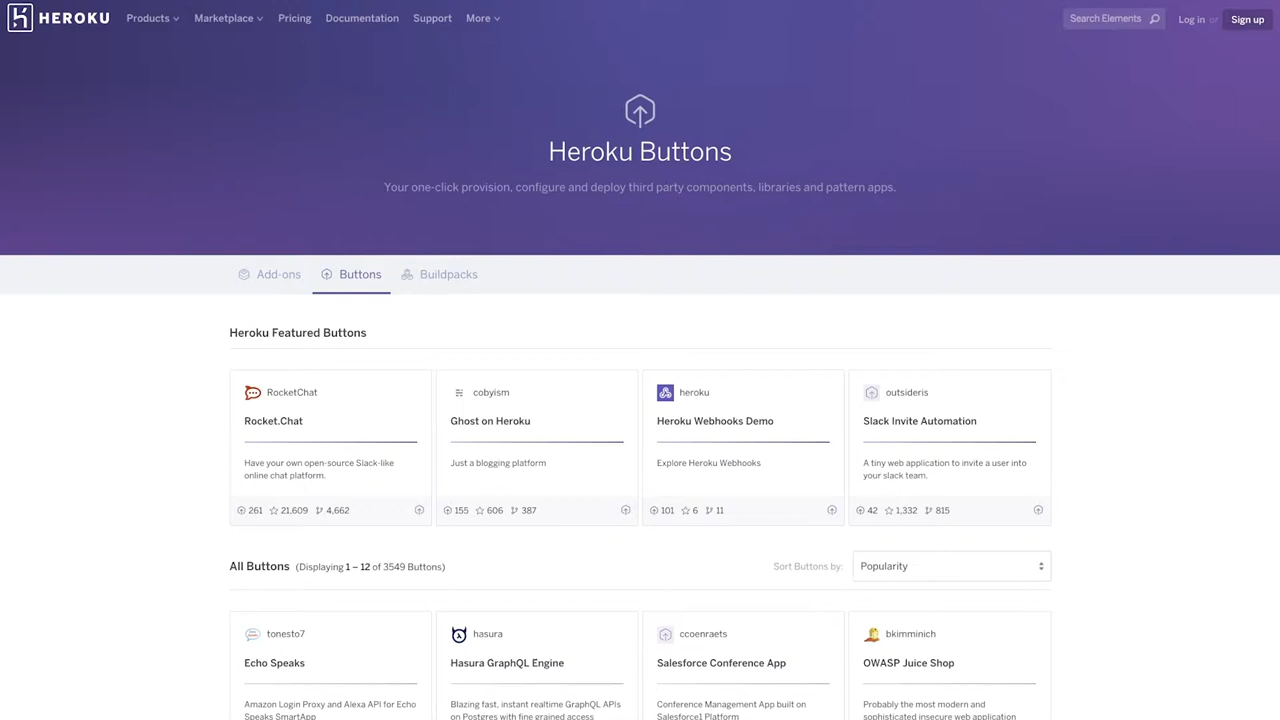 HEROKU Products Marketplace Pricing Documentation Support More Search Elements Log in or Sign up
Heroku Buttons
Your one-click provision, configure and deploy third party components, libraries and pattern apps.
Add-ons Buttons Buildpacks
Heroku Featured Buttons
RocketChat
Rocket.Chat
Have your own open-source Slack-like
online chat platform.
261 21,609 4,662
cobyism
Ghost on Heroku
Just a blogging platform
155 606 387
heroku
Heroku Webhooks Demo
Explore Heroku Webhooks
101 6 11
outsideris
Slack Invite Automation
A tiny web application to invite a user into
your slack team.
42 1,332 815
All Buttons (Displaying 1 – 12 of 3549 Buttons) Sort Buttons by: Popularity
tonesto7
Echo Speaks
Amazon Login Proxy and Alexa API for Echo
Speaks SmartApp
hasura
Hasura GraphQL Engine
Blazing fast, instant realtime GraphQL APIs
on Postgres with fine grained access
ccoenraets
Salesforce Conference App
Conference Management App built on
Salesforce1 Platform
bkimminich
OWASP Juice Shop
Probably the most modern and
sophisticated insecure web application